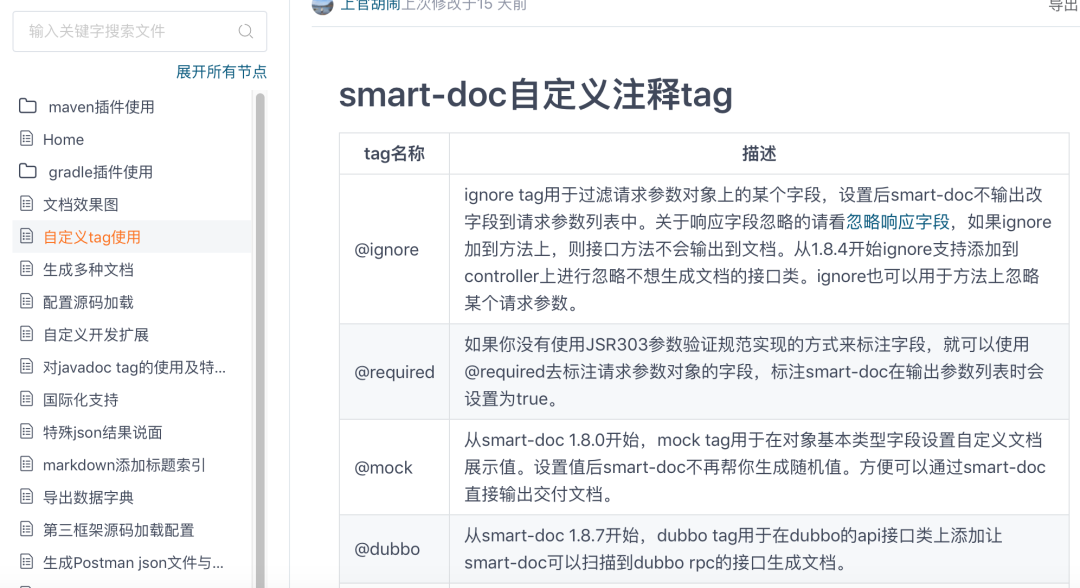 上官胡闹上次修改于15 天前
导出
输入关键字搜索文件
展开所有节点
maven插件使用
Home
gradle插件使用
文档效果图
自定义tag使用
生成多种文档
配置源码加载
自定义开发扩展
对javadoc tag的使用及特...
国际化支持
特殊json结果说面
markdown添加标题索引
导出数据字典
第三框架源码加载配置
生成Postman json文件与...
smart-doc自定义注释tag
tag名称
描述
@ignore
ignore tag用于过滤请求参数对象上的某个字段，设置后smart-doc不输出改
字段到请求参数列表中。关于响应字段忽略的请看忽略响应字段，如果ignore
加到方法上，则接口方法不会输出到文档。从1.8.4开始ignore支持添加到
controller上进行忽略不想生成文档的接口类。ignore也可以用于方法上忽略
某个请求参数。
@required
如果你没有使用JSR303参数验证规范实现的方式来标注字段，就可以使用
@required去标注请求参数对象的字段，标注smart-doc在输出参数列表时会
设置为true。
@mock
从smart-doc 1.8.0开始，mock tag用于在对象基本类型字段设置自定义文档
展示值。设置值后smart-doc不再帮你生成随机值。方便可以通过smart-doc
直接输出交付文档。
@dubbo
从smart-doc 1.8.7开始，dubbo tag用于在dubbo的api接口类上添加让
smart-doc可以扫描到dubbo rpc的接口生成文档。